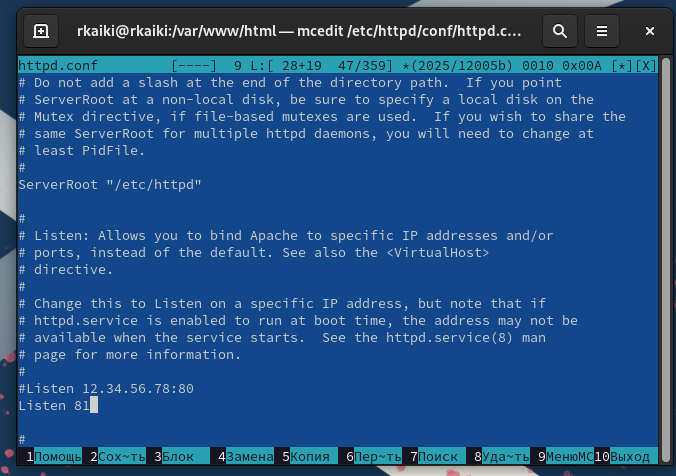 rkaiki@rkaiki:/var/www/html — mcedit /etc/httpd/conf/httpd.c…
httpd.conf         [----]  9 L:[ 28+19  47/359] *(2025/12005b) 0010 0x00A [*][X]
# Do not add a slash at the end of the directory path.  If you point
# ServerRoot at a non-local disk, be sure to specify a local disk on the
# Mutex directive, if file-based mutexes are used.  If you wish to share the
# same ServerRoot for multiple httpd daemons, you will need to change at
# least PidFile.
#
ServerRoot "/etc/httpd"
#
# Listen: Allows you to bind Apache to specific IP addresses and/or
# ports, instead of the default. See also the <VirtualHost>
# directive.
#
# Change this to Listen on a specific IP address, but note that if
# httpd.service is enabled to run at boot time, the address may not be
# available when the service starts.  See the httpd.service(8) man
# page for more information.
#
#Listen 12.34.56.78:80
Listen 81
#
1Помощь 2Сох~ть 3Блок 4Замена 5Копия 6Пер~ть 7Поиск 8Уда~ть 9МенюMC 10Выход